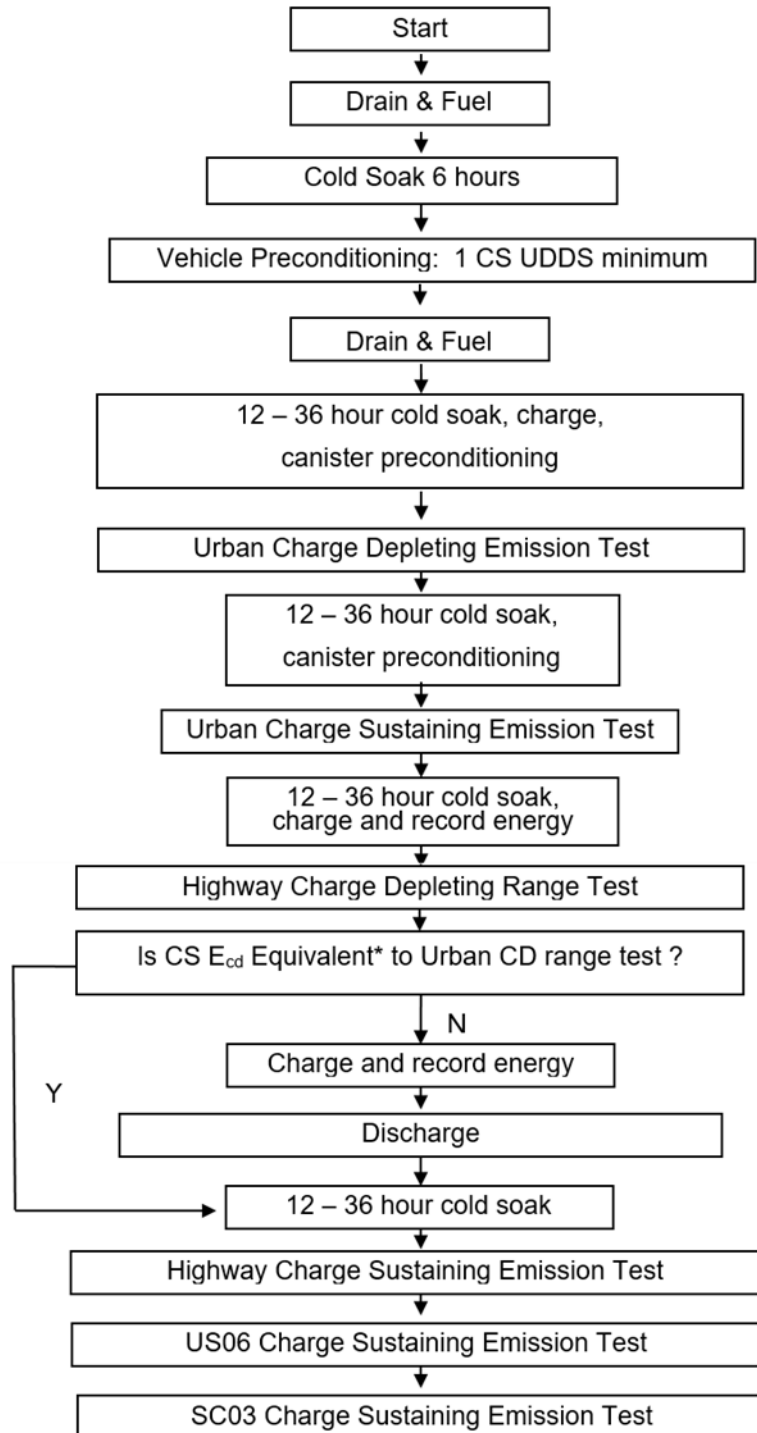 Start
Drain & Fuel
Cold Soak 6 hours
Vehicle Preconditioning: 1 CS UDDS minimum
Drain & Fuel
12 – 36 hour cold soak, charge,
canister preconditioning
Urban Charge Depleting Emission Test
12 – 36 hour cold soak,
canister preconditioning
Urban Charge Sustaining Emission Test
12 – 36 hour cold soak,
charge and record energy
Highway Charge Depleting Range Test
Is CS Ecd Equivalent* to Urban CD range test ?
N
Charge and record energy
Y
Discharge
12 – 36 hour cold soak
Highway Charge Sustaining Emission Test
US06 Charge Sustaining Emission Test
SC03 Charge Sustaining Emission Test